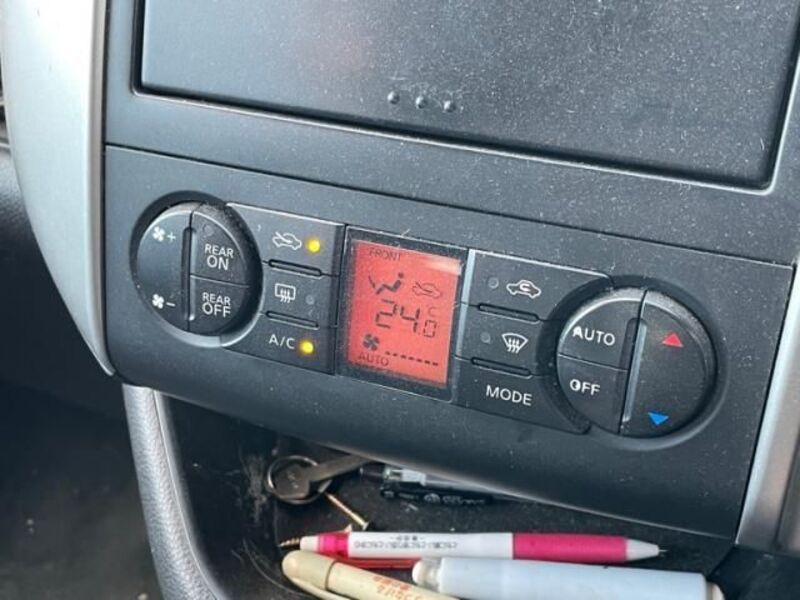 REAR
ON
REAR
OFF
A/C
FRONT
24.0
°C
AUTO
AUTO
OFF
MODE